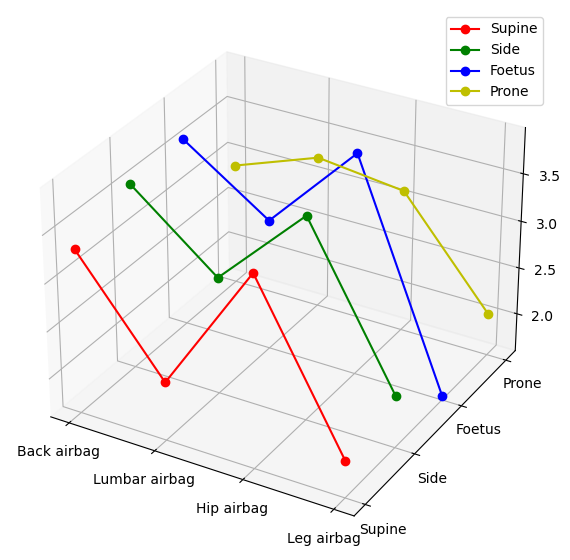 Supine
Side
Foetus
Prone
3.5
3.0
2.5
2.0
Prone
Foetus
Side
Supine
Back airbag
Lumbar airbag
Hip airbag
Leg airbag